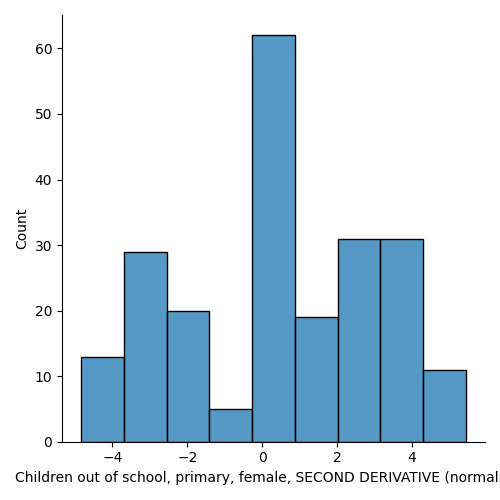 60
50
40
30
20
10
0
Count
−4 −2 0 2 4
Children out of school, primary, female, SECOND DERIVATIVE (normali